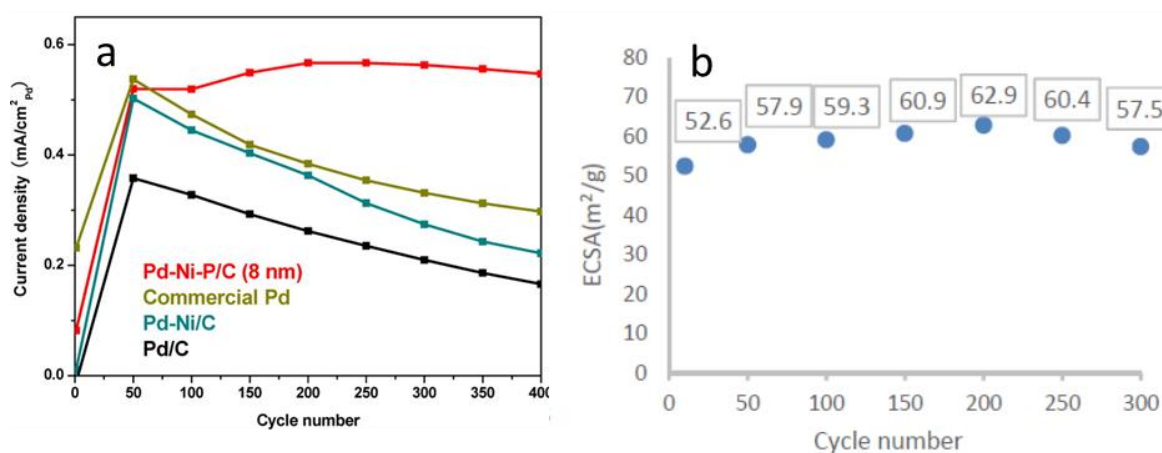 a
0.6
0.4
0.2
0.0
Current density (mA/cm²Pd)
Pd-Ni-P/C (8 nm)
Commercial Pd
Pd-Ni/C
Pd/C
0 50 100 150 200 250 300 350 400
Cycle number
b
80
70
60
50
40
30
20
10
0
ECSA(m²/g)
52.6 57.9 59.3 60.9 62.9 60.4 57.5
0 50 100 150 200 250 300
Cycle number